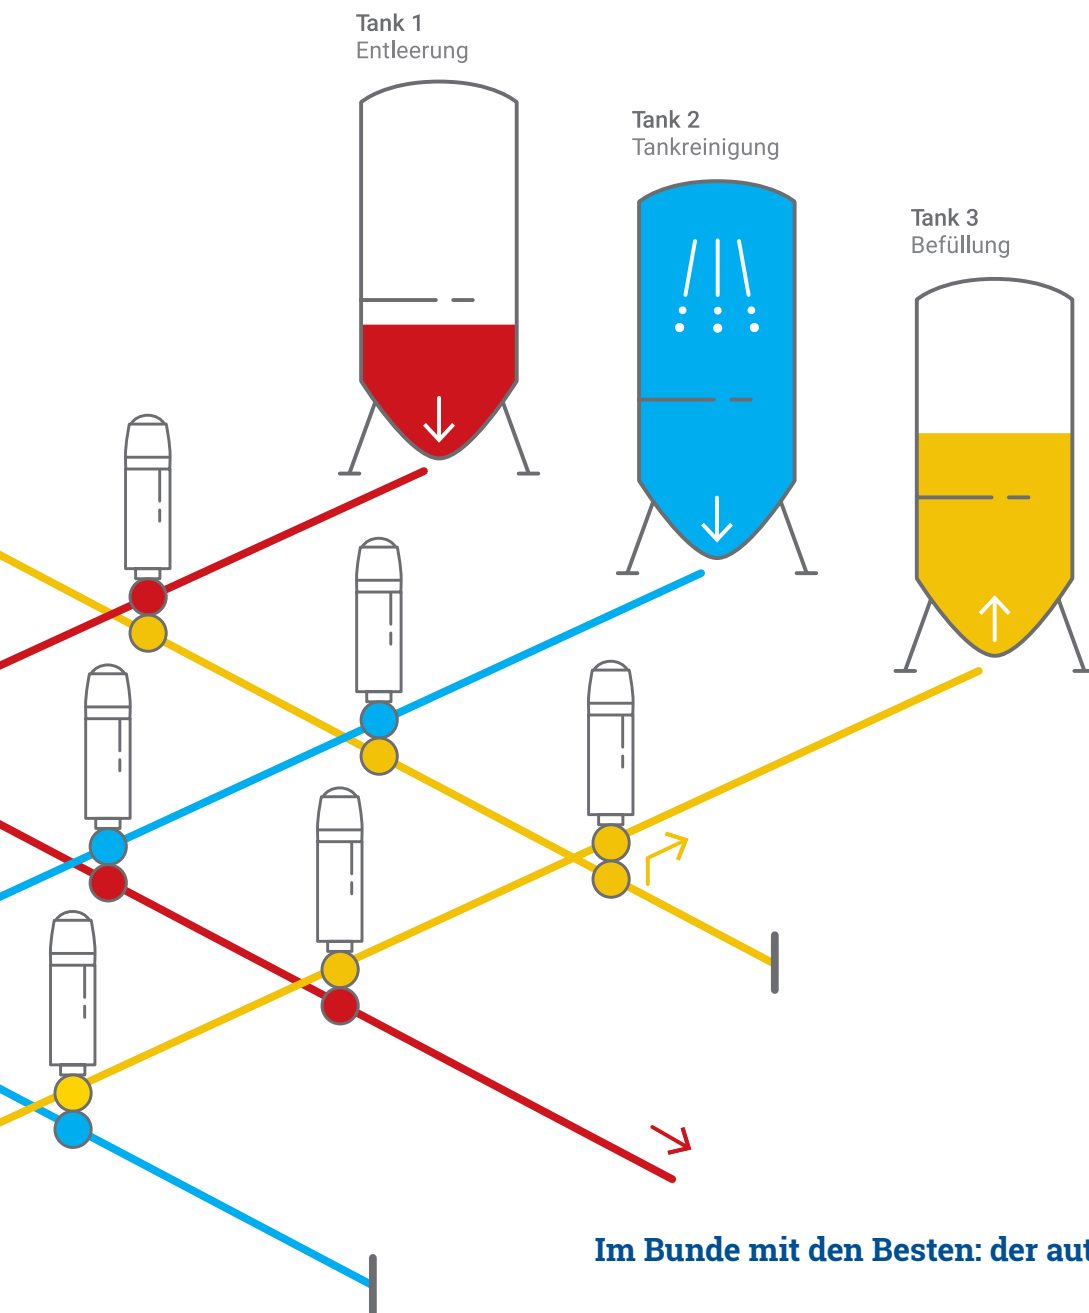 Tank 1
Entleerung
Tank 2
Tankreinigung
Tank 3
Befüllung
Im Bunde mit den Besten: der